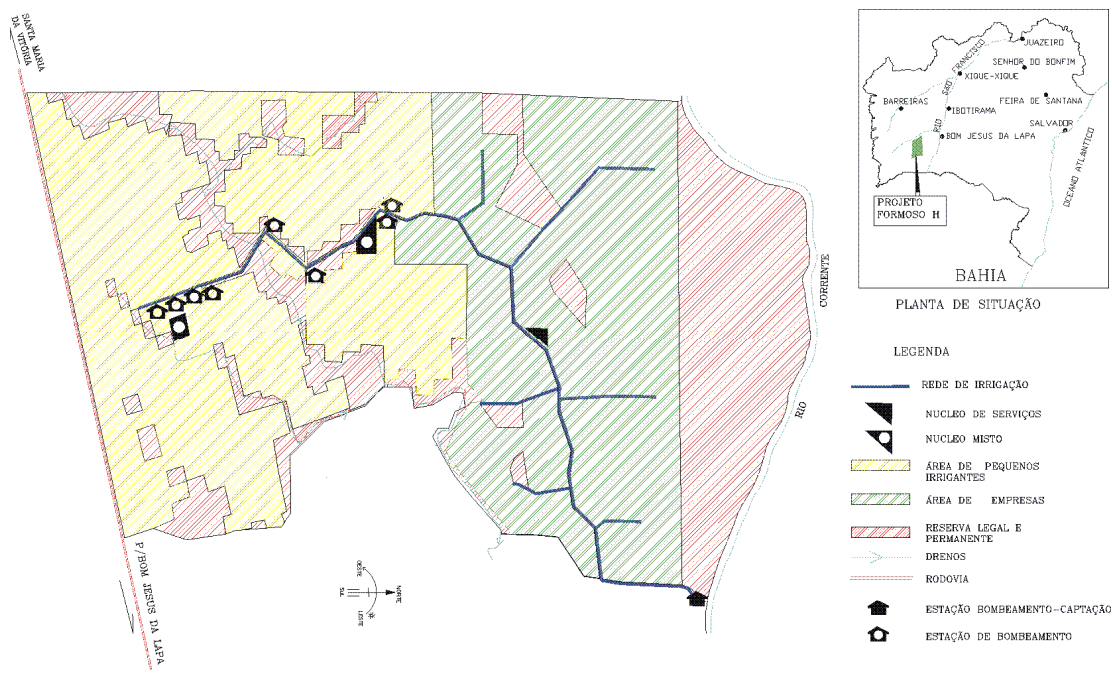 SANTA MARIA
DA VITÓRIA
P/BOM JESUS DA LAPA
RIO
CORRENTE
OESTE
SUL
NORTE
LESTE
JUAZEIRO
SENHOR DO BONFIM
XIQUE-XIQUE
FEIRA DE SANTANA
BARREIRAS
IBOTIRAMA
SALVADOR
BOM JESUS DA LAPA
RIO SÃO FRANCISCO
OCEANO ATLÂNTICO
PROJETO
FORMOSO H
BAHIA
PLANTA DE SITUAÇÃO
LEGENDA
REDE DE IRRIGAÇÃO
NUCLEO DE SERVIÇOS
NUCLEO MISTO
ÁREA DE PEQUENOS
IRRIGANTES
ÁREA DE EMPRESAS
RESERVA LEGAL E
PERMANENTE
DRENOS
RODOVIA
ESTAÇÃO BOMBEAMENTO-CAPTAÇÃO
ESTAÇÃO DE BOMBEAMENTO